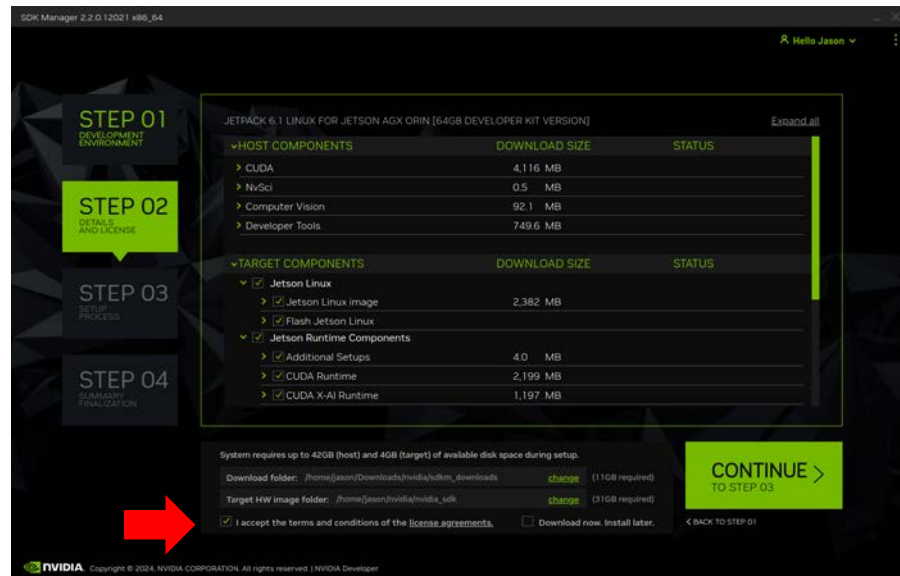 SDK Manager 2.2.0.12021 x86_64
Hello Jason
STEP 01
DEVELOPMENT
ENVIRONMENT
STEP 02
DETAILS
AND LICENSE
STEP 03
SETUP
PROCESS
STEP 04
SUMMARY
FINALIZATION
JETPACK 6.1 LINUX FOR JETSON AGX ORIN [64GB DEVELOPER KIT VERSION] Expand all
HOST COMPONENTS DOWNLOAD SIZE STATUS
CUDA 4,116 MB
NvSci 0.5 MB
Computer Vision 92.1 MB
Developer Tools 749.6 MB
TARGET COMPONENTS DOWNLOAD SIZE STATUS
Jetson Linux
Jetson Linux image 2,382 MB
Flash Jetson Linux
Jetson Runtime Components
Additional Setups 4.0 MB
CUDA Runtime 2,199 MB
CUDA X-AI Runtime 1,197 MB
System requires up to 42GB (host) and 4GB (target) of available disk space during setup.
Download folder: /home/jason/Downloads/nvidia/sdkm_downloads change (11GB required)
Target HW image folder: /home/jason/nvidia/nvidia_sdk change (31GB required)
I accept the terms and conditions of the license agreements. Download now. Install later.
CONTINUE >
TO STEP 03
< BACK TO STEP 01
NVIDIA. Copyright © 2024, NVIDIA CORPORATION. All rights reserved. | NVIDIA Developer